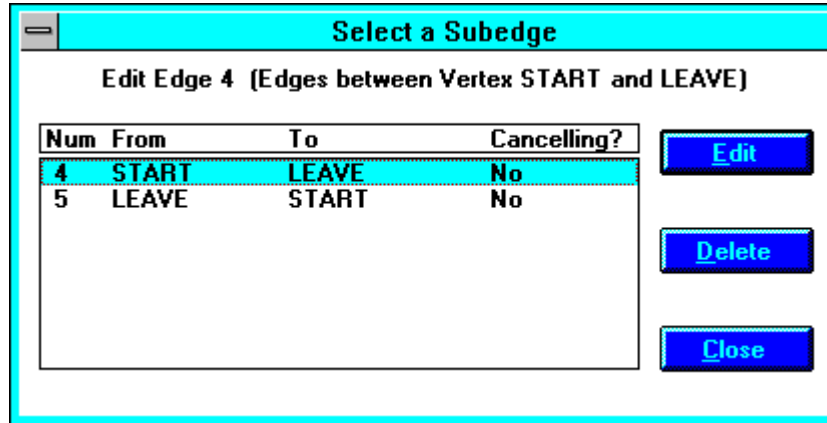 Select a Subedge
Edit Edge 4 (Edges between Vertex START and LEAVE)
Num From To Cancelling?
4 START LEAVE No
5 LEAVE START No
Edit
Delete
Close